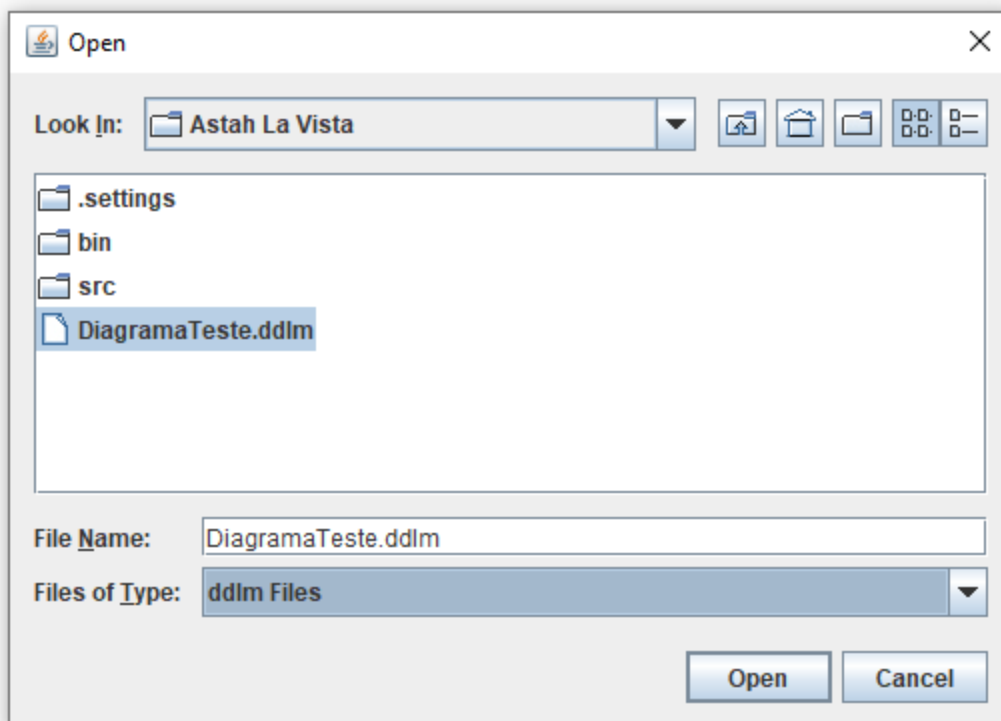 Open
Look In: Astah La Vista
.settings
bin
src
DiagramaTeste.ddlm
File Name: DiagramaTeste.ddlm
Files of Type: ddlm Files
Open Cancel